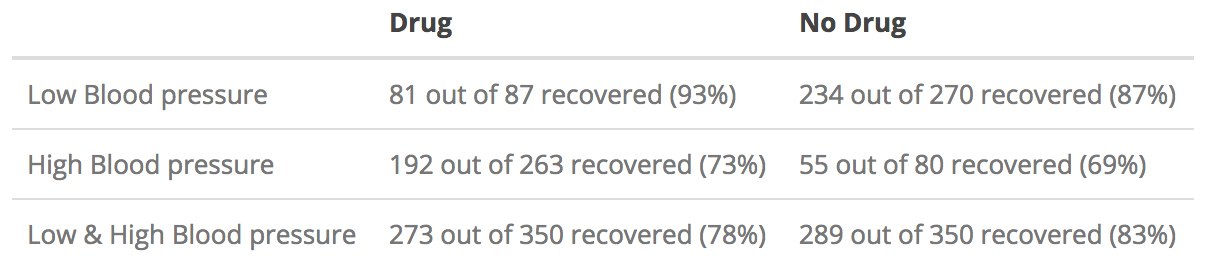 Drug No Drug
Low Blood pressure 81 out of 87 recovered (93%) 234 out of 270 recovered (87%)
High Blood pressure 192 out of 263 recovered (73%) 55 out of 80 recovered (69%)
Low & High Blood pressure 273 out of 350 recovered (78%) 289 out of 350 recovered (83%)